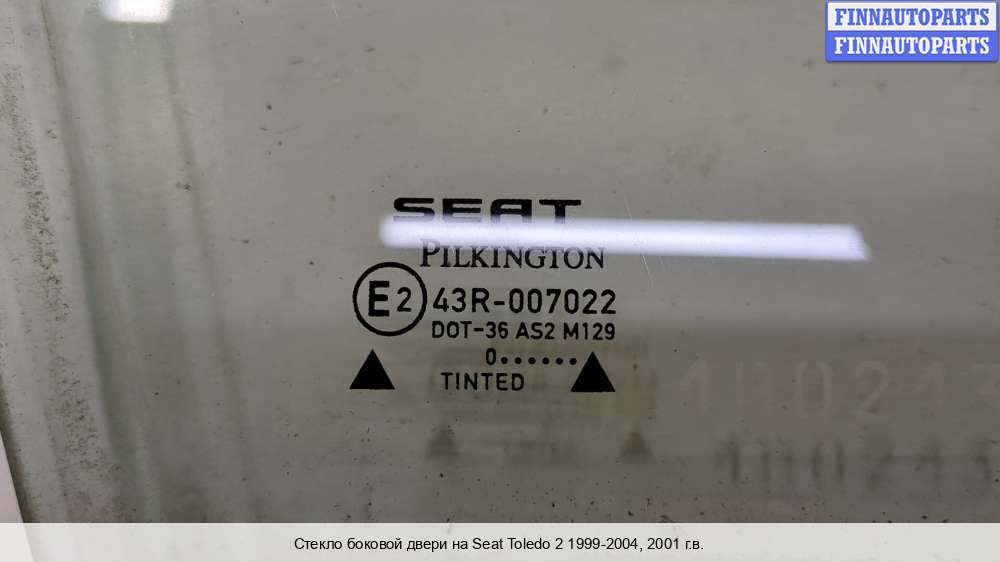 FINNAUTOPARTS
FINNAUTOPARTS
SEAT
PILKINGTON
E2 43R-007022
DOT-36 AS2 M129
0......
TINTED
Стекло боковой двери на Seat Toledo 2 1999-2004, 2001 г.в.